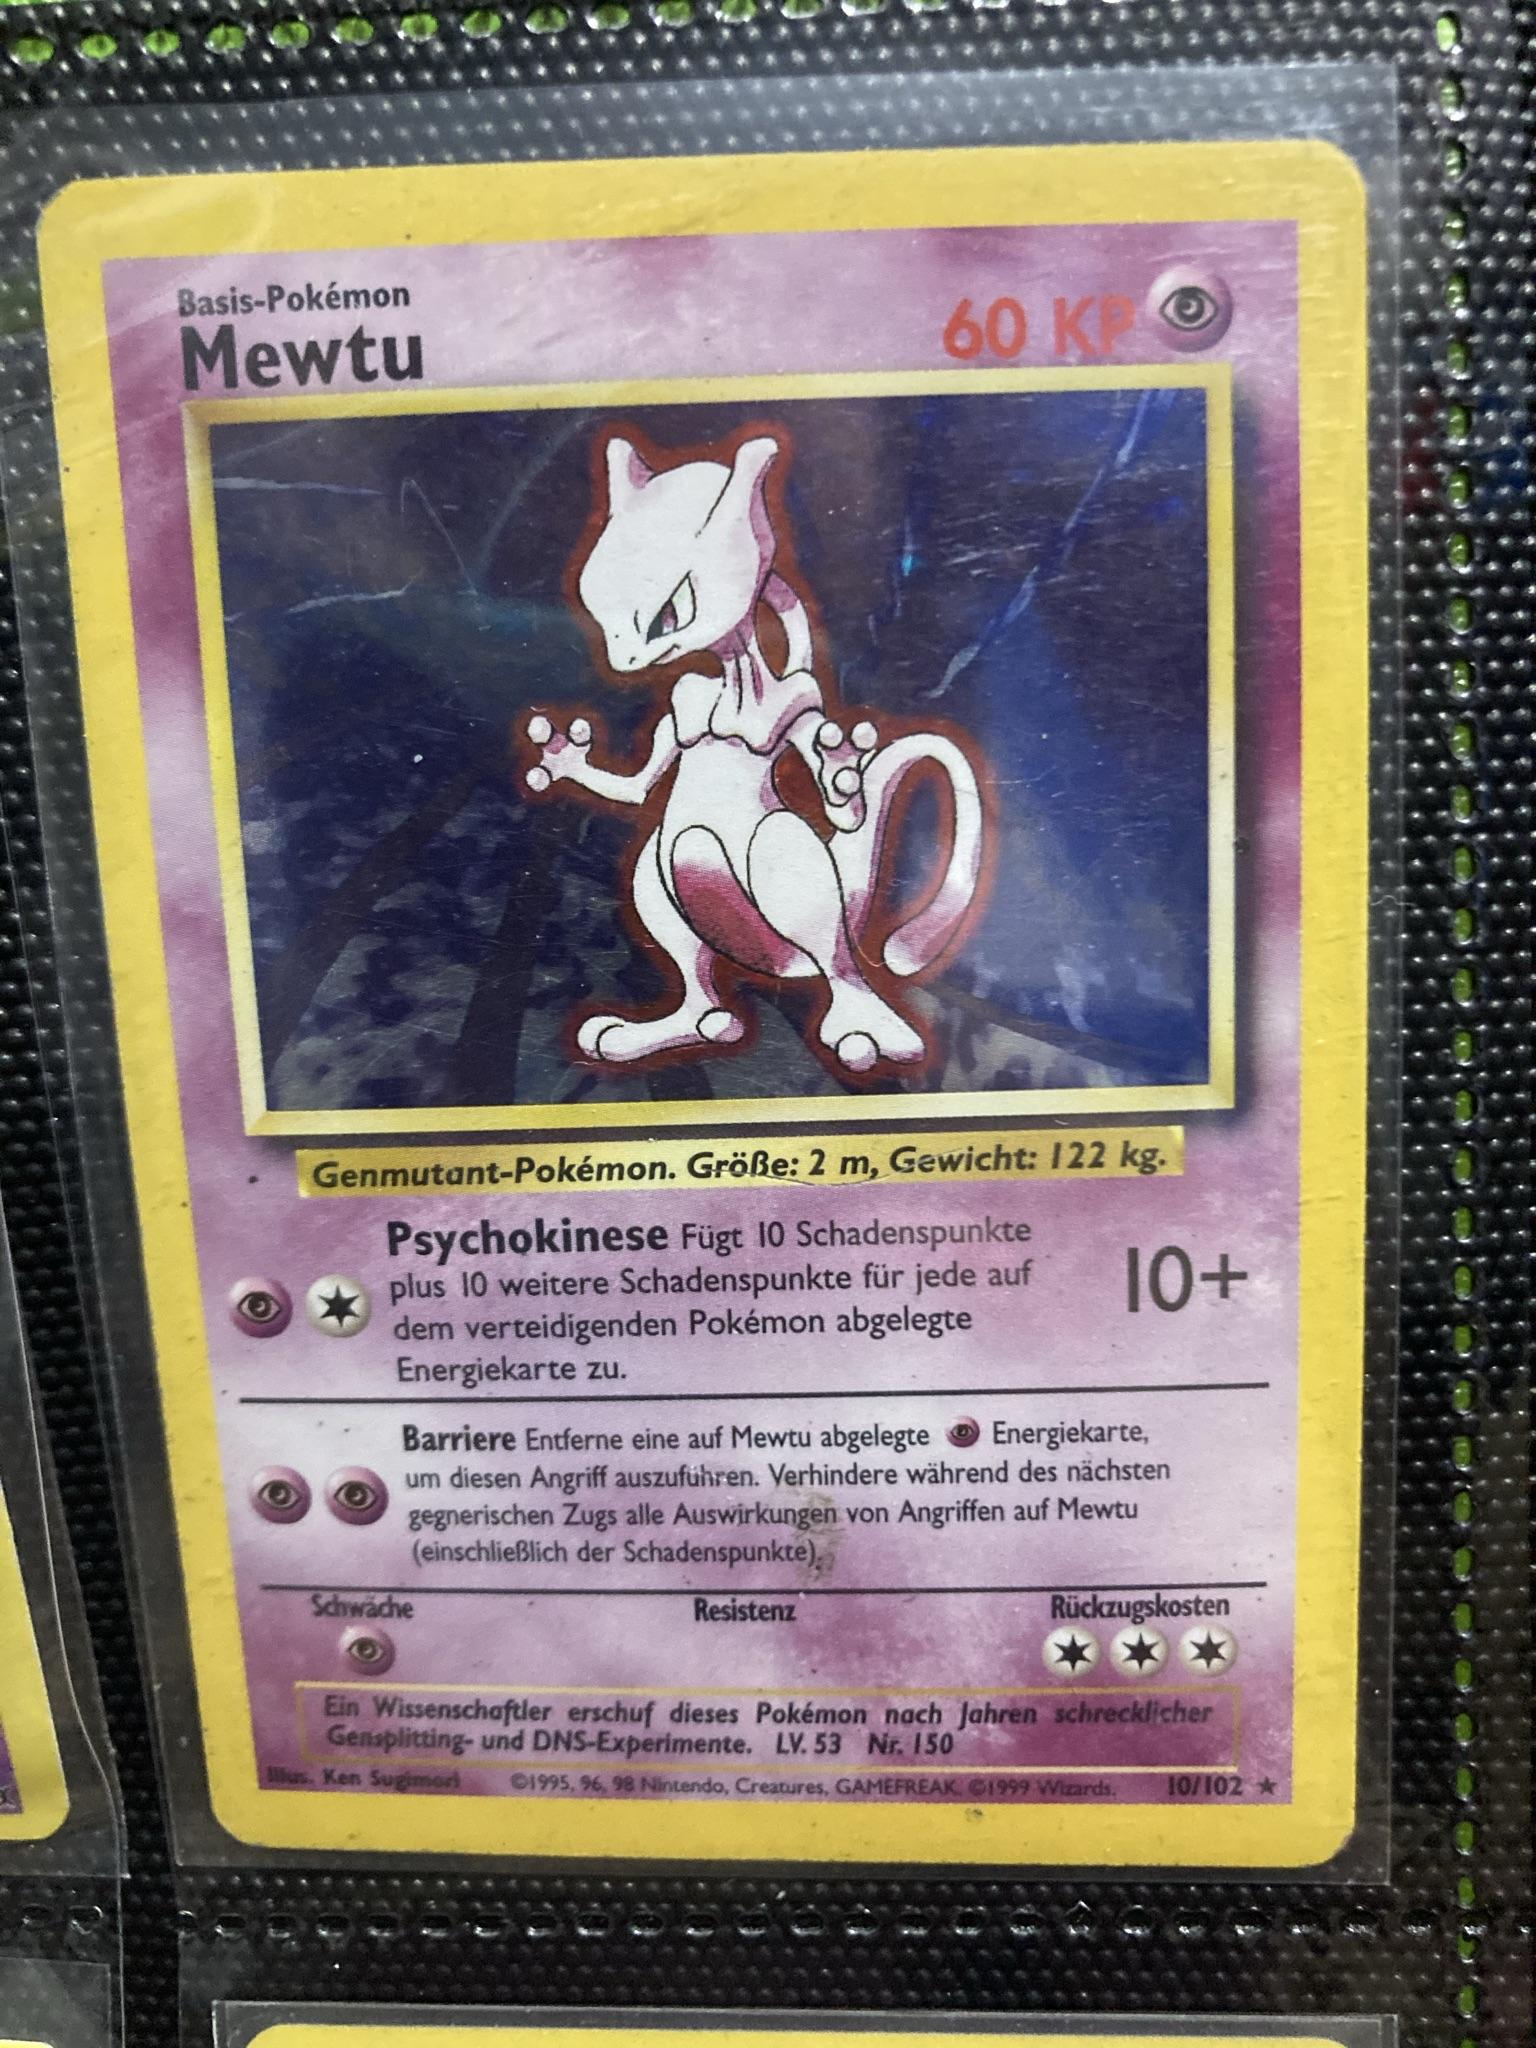 Basis-Pokémon
Mewtu
60 KP
Genmutant-Pokémon. Größe: 2 m, Gewicht: 122 kg.
Psychokinese Fügt 10 Schadenspunkte
plus 10 weitere Schadenspunkte für jede auf
dem verteidigenden Pokémon abgelegte
Energiekarte zu.
10+
Barriere Entferne eine auf Mewtu abgelegte Energiekarte,
um diesen Angriff auszuführen. Verhindere während des nächsten
gegnerischen Zugs alle Auswirkungen von Angriffen auf Mewtu
(einschließlich der Schadenspunkte).
Schwäche
Resistenz
Rückzugskosten
Ein Wissenschaftler erschuf dieses Pokémon nach Jahren schrecklicher
Gensplitting- und DNS-Experimente. LV. 53 Nr. 150
Illus. Ken Sugimori ©1995, 96, 98 Nintendo, Creatures, GAMEFREAK. ©1999 Wizards. 10/102 ★